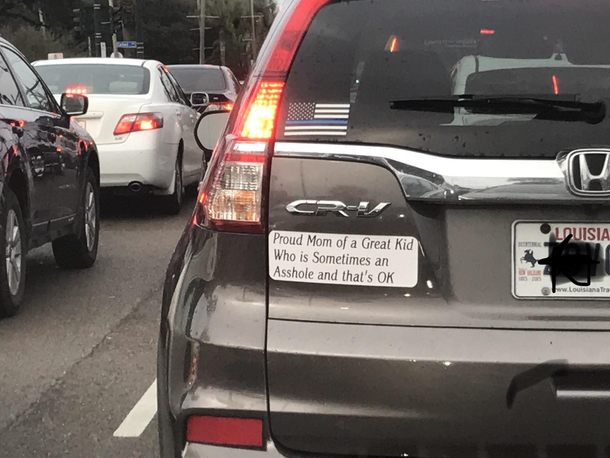 CR-V
Proud Mom of a Great Kid
Who is Sometimes an
Asshole and that's OK
LOUISIA
www.LouisianaTra